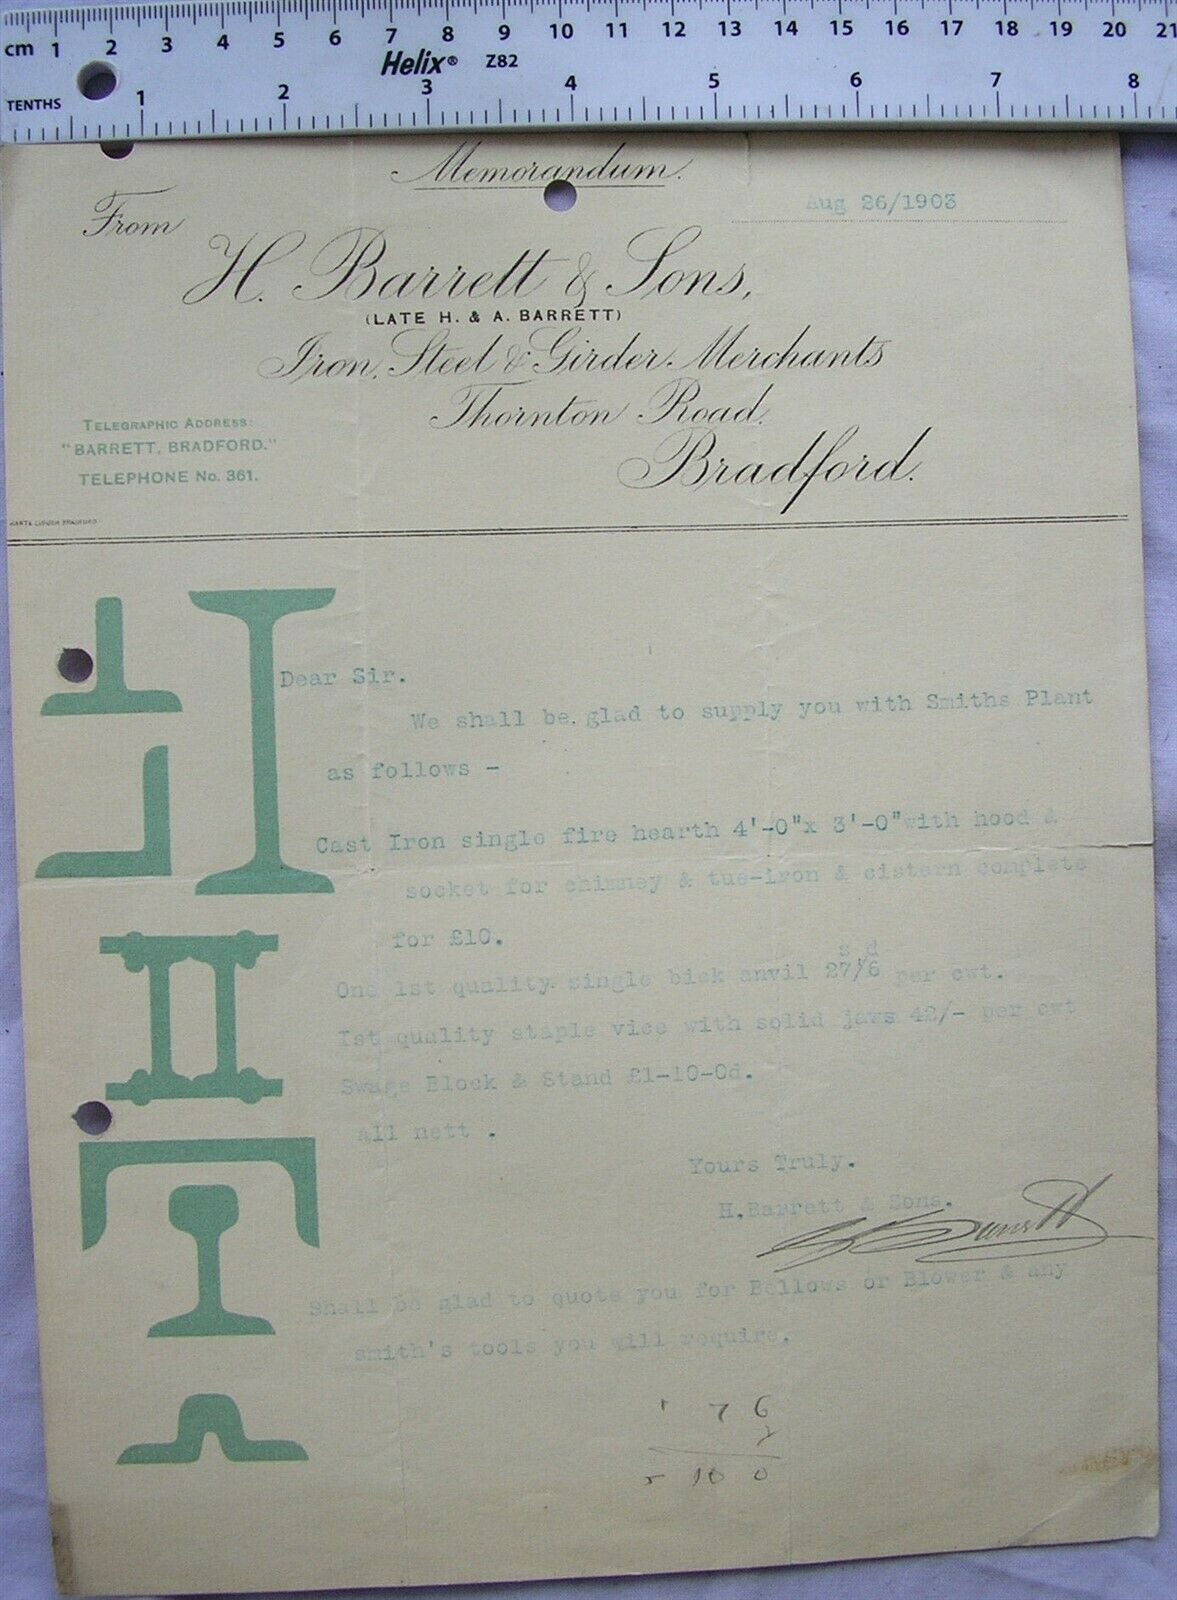 cm 1 2 3 4 5 6 7 8 9 10 11 12 13 14 15 16 17 18 19 20 21
Helix® Z82
TENTHS 1 2 3 4 5 6 7 8
Memorandum.
From
Aug 26/1903
H. Barrett & Sons,
(LATE H. & A. BARRETT)
Iron, Steel & Girder Merchants
Thornton Road,
Bradford.
TELEGRAPHIC ADDRESS:
"BARRETT, BRADFORD."
TELEPHONE No. 361.
BRADFORD
Dear Sir.
We shall be glad to supply you with Smiths Plant
as follows -
Cast Iron single fire hearth 4'-0"x 3'-0"with hood &
socket for chimney & tue-iron & cistern complete
for £10.
s d
One 1st quality single bick anvil 27/6 per cwt.
1st quality staple vice with solid jaws 42/- per cwt
Swage Block & Stand £1-10-0d.
all nett .
Yours Truly.
H.Barrett & Sons.
Shall be glad to quote you for Bellows or Blower & any
smith's tools you will require.
7 6
2
10 0